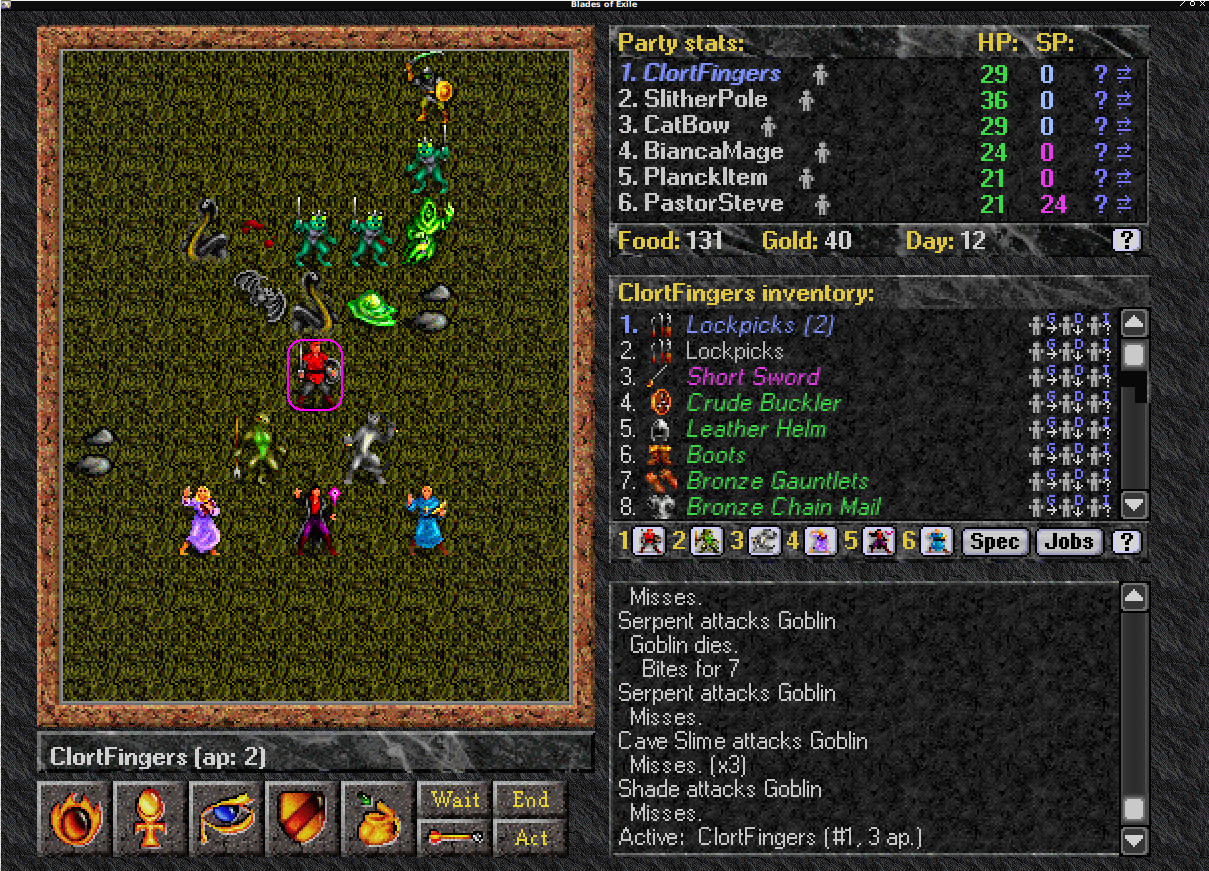 Blades of Exile
Party stats: HP: SP:
1. ClortFingers 29 0 ?
2. SlitherPole 36 0 ?
3. CatBow 29 0 ?
4. BiancaMage 24 0 ?
5. PlanckItem 21 0 ?
6. PastorSteve 21 24 ?
Food: 131 Gold: 40 Day: 12 ?
ClortFingers inventory:
1. Lockpicks (2) G D I
2. Lockpicks G D I
3. Short Sword G D I
4. Crude Buckler G D I
5. Leather Helm G D I
6. Boots G D I
7. Bronze Gauntlets G D I
8. Bronze Chain Mail G D I
1 2 3 4 5 6 Spec Jobs ?
Misses.
Serpent attacks Goblin
Goblin dies.
Bites for 7
Serpent attacks Goblin
Misses.
Cave Slime attacks Goblin
Misses. (x3)
Shade attacks Goblin
Misses.
Active: ClortFingers (#1, 3 ap.)
ClortFingers (ap: 2)
Wait End
Act